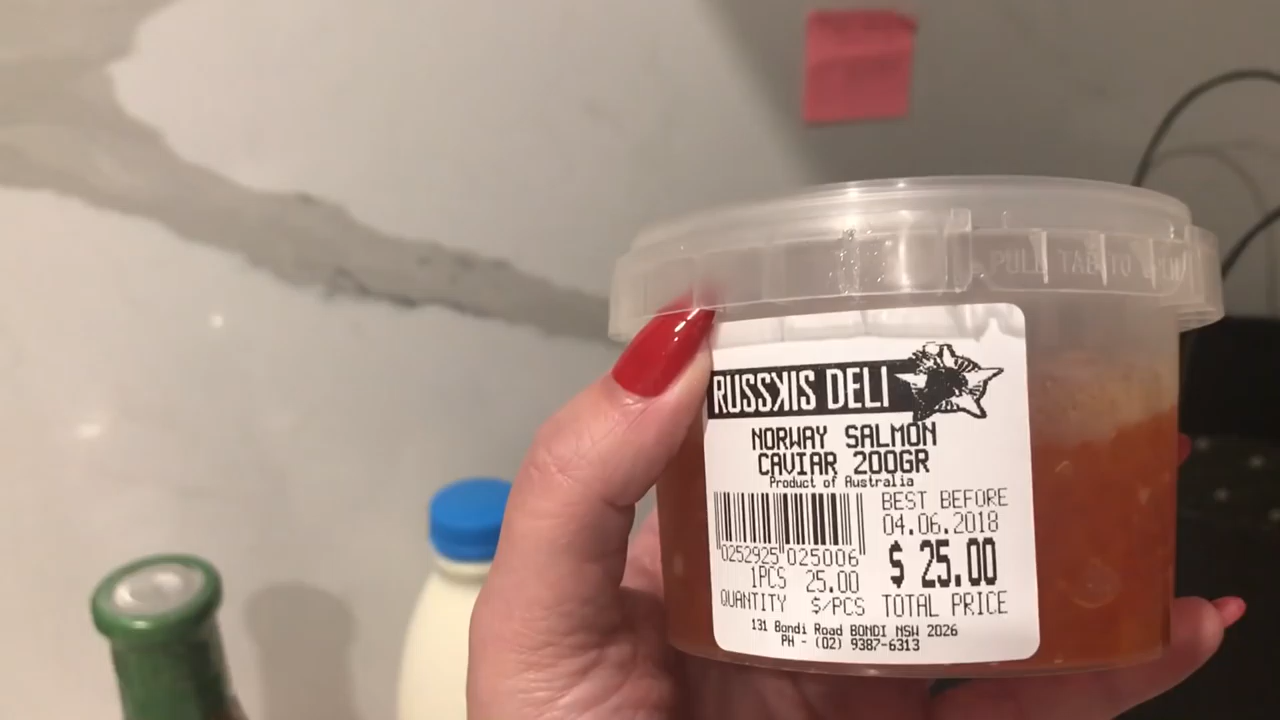 PULL TAB TO
RUSSKIS DELI
NORWAY SALMON
CAVIAR 200GR
Product of Australia
BEST BEFORE
04.06.2018
0252925 025006
$ 25.00
1PCS 25.00
QUANTITY $/PCS TOTAL PRICE
131 Bondi Road BONDI NSW 2026
PH - (02) 9387-6313